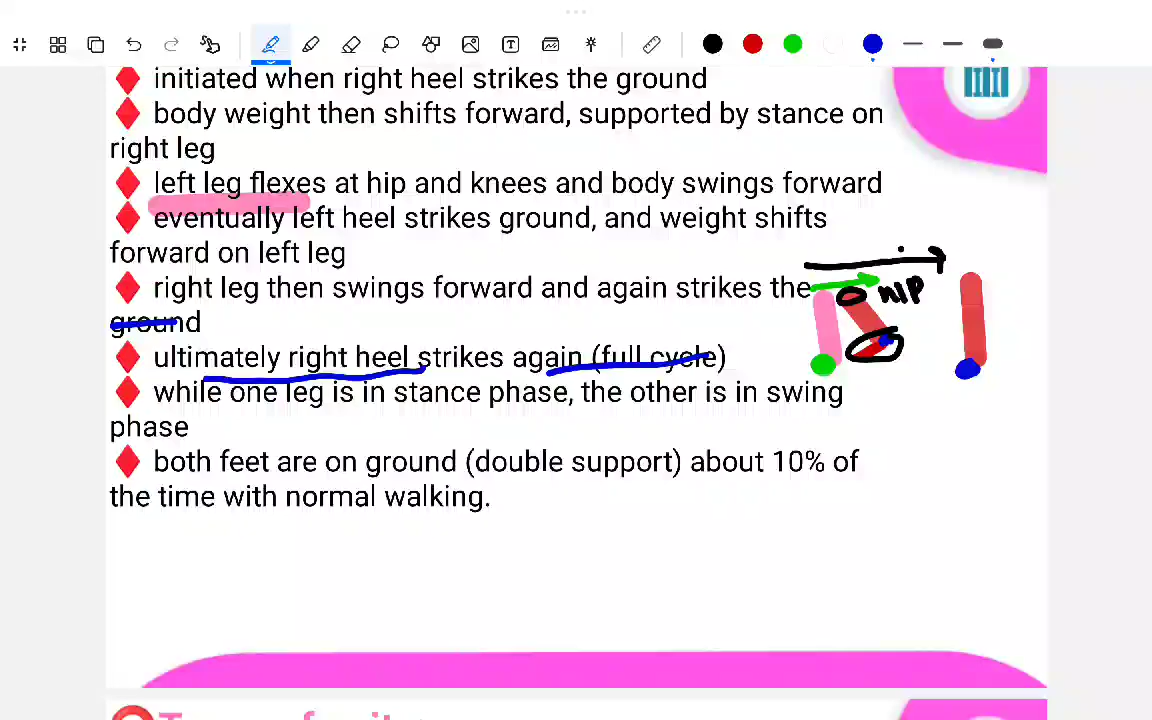 ♦ initiated when right heel strikes the ground
♦ body weight then shifts forward, supported by stance on
right leg
♦ left leg flexes at hip and knees and body swings forward
♦ eventually left heel strikes ground, and weight shifts
forward on left leg
♦ right leg then swings forward and again strikes the
ground
hip
♦ ultimately right heel strikes again (full cycle)
♦ while one leg is in stance phase, the other is in swing
phase
♦ both feet are on ground (double support) about 10% of
the time with normal walking.